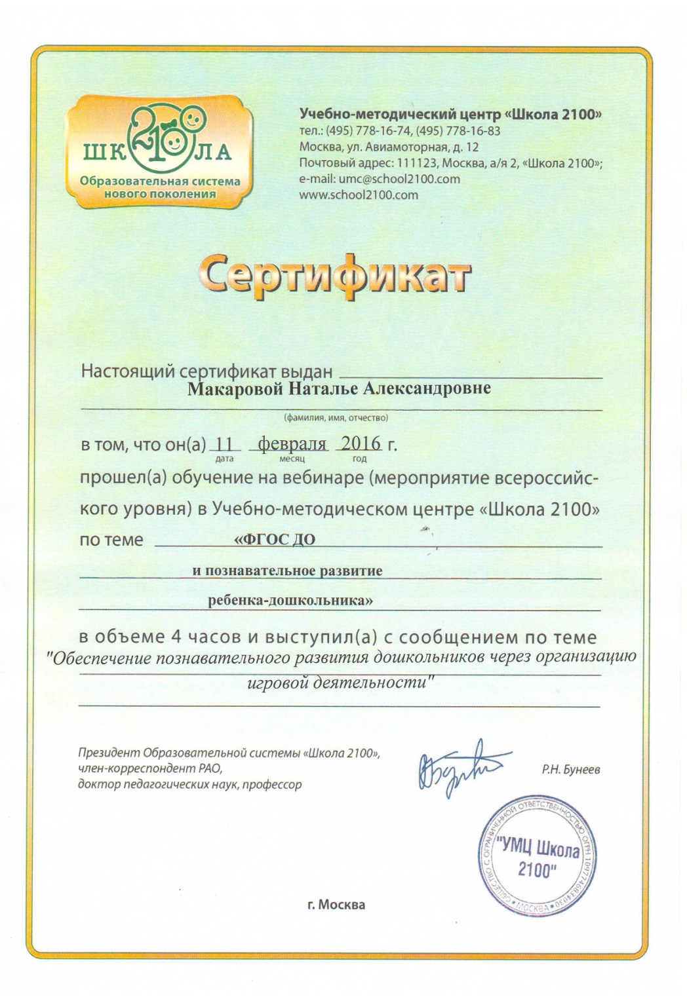 ШК2100ЛА
Образовательная система
нового поколения
Учебно-методический центр «Школа 2100»
тел.: (495) 778-16-74, (495) 778-16-83
Москва, ул. Авиамоторная, д. 12
Почтовый адрес: 111123, Москва, а/я 2, «Школа 2100»;
e-mail: umc@school2100.com
www.school2100.com
Сертификат
Настоящий сертификат выдан
Макаровой Наталье Александровне
(фамилия, имя, отчество)
в том, что он(а) 11 февраля 2016 г.
дата месяц год
прошел(а) обучение на вебинаре (мероприятие всероссийс-
кого уровня) в Учебно-методическом центре «Школа 2100»
по теме «ФГОС ДО
и познавательное развитие
ребенка-дошкольника»
в объеме 4 часов и выступил(а) с сообщением по теме
"Обеспечение познавательного развития дошкольников через организацию
игровой деятельности"
Президент Образовательной системы «Школа 2100»,
член-корреспондент РАО,
доктор педагогических наук, профессор
Р.Н. Бунеев
ОБЩЕСТВО С ОГРАНИЧЕННОЙ ОТВЕТСТВЕННОСТЬЮ ОГРН 1097746834030
"УМЦ Школа
2100"
МОСКВА
г. Москва